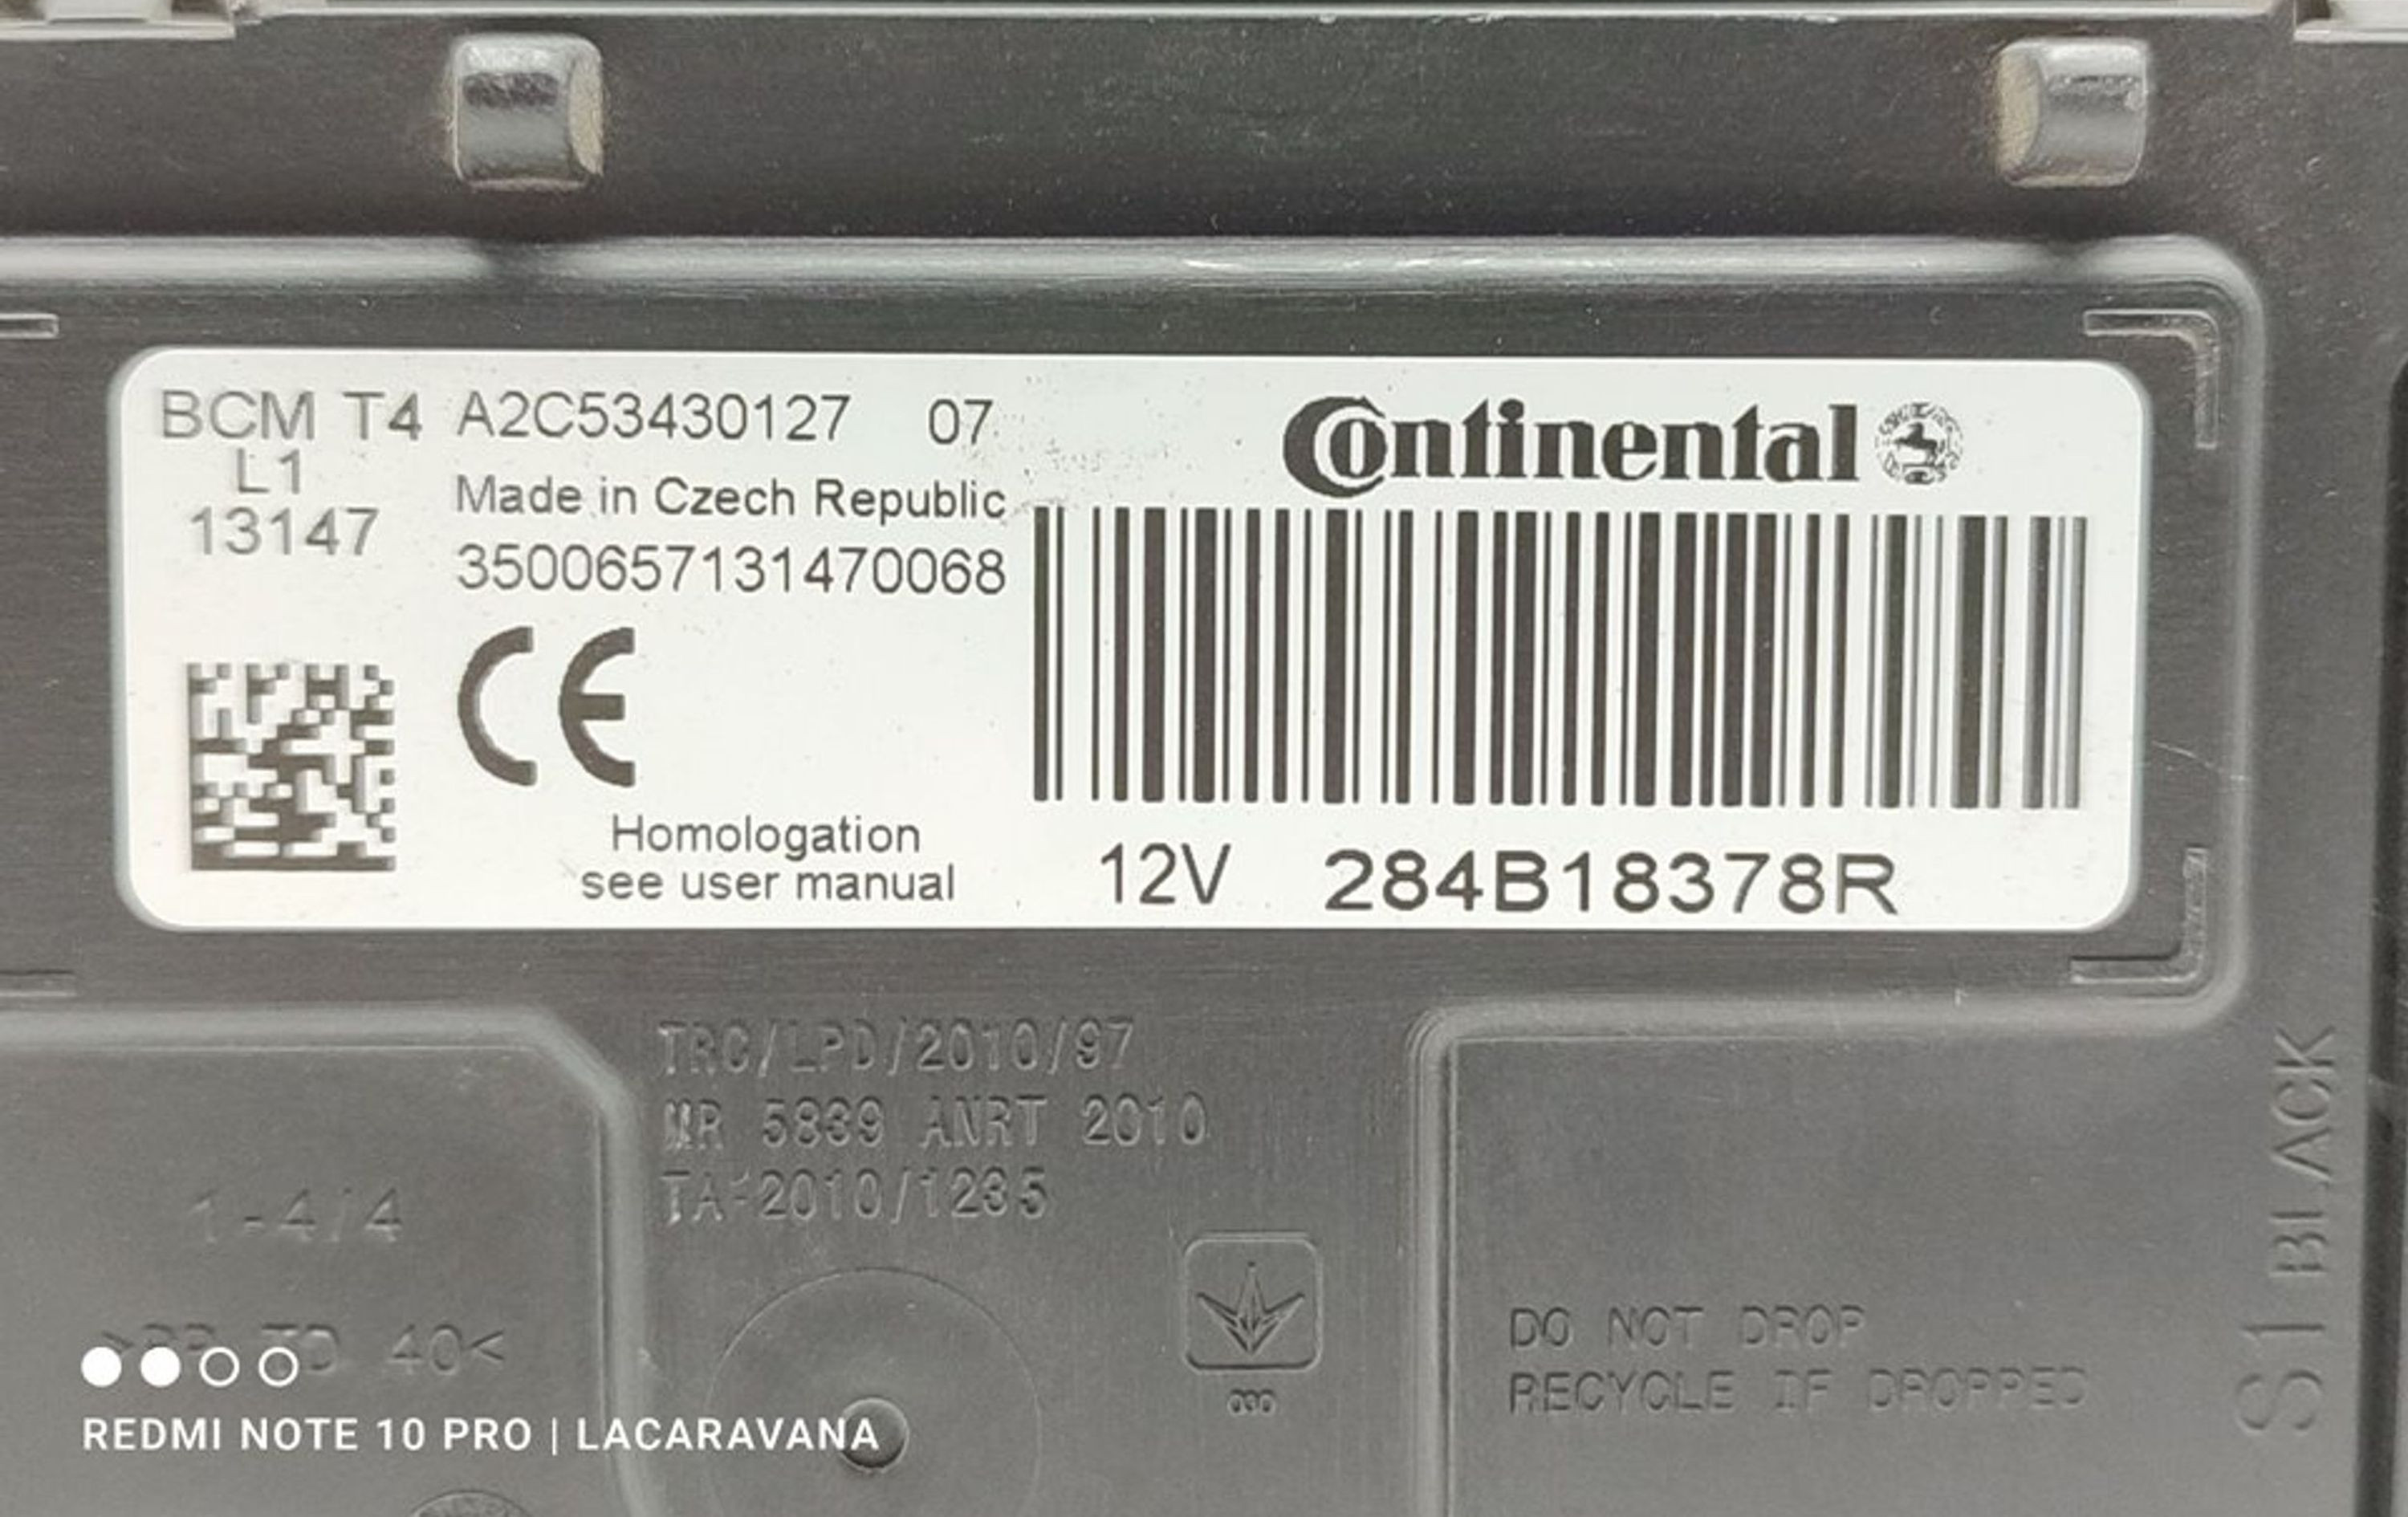 BCM T4 A2C53430127 07
L1
Made in Czech Republic
13147
3500657131470068
Continental
CE
Homologation
see user manual
12V 284B18378R
TRC/LPD/2010/97
MR 5839 ANRT 2010
TA-2010/1235
1-4/4
40<
030
DO NOT DROP
RECYCLE IF DROPPED
S1 BLACK
REDMI NOTE 10 PRO | LACARAVANA